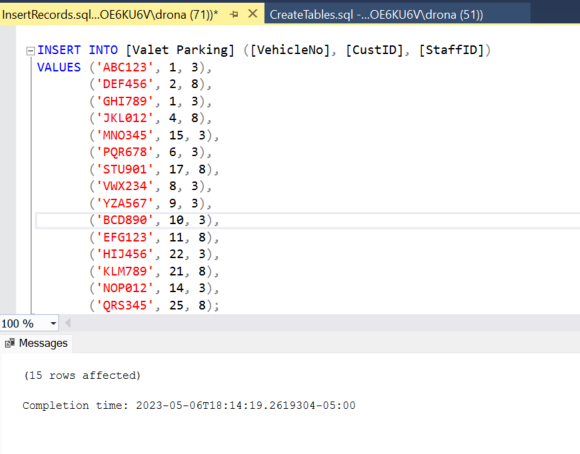 InsertRecords.sql...OE6KU6V\drona (71))*
CreateTables.sql -...OE6KU6V\drona (51))
INSERT INTO [Valet Parking] ([VehicleNo], [CustID], [StaffID])
VALUES ('ABC123', 1, 3),
('DEF456', 2, 8),
('GHI789', 1, 3),
('JKL012', 4, 8),
('MNO345', 15, 3),
('PQR678', 6, 3),
('STU901', 17, 8),
('VWX234', 8, 3),
('YZA567', 9, 3),
('BCD890', 10, 3),
('EFG123', 11, 8),
('HIJ456', 22, 3),
('KLM789', 21, 8),
('NOP012', 14, 3),
('QRS345', 25, 8);
100 %
Messages
(15 rows affected)
Completion time: 2023-05-06T18:14:19.2619304-05:00